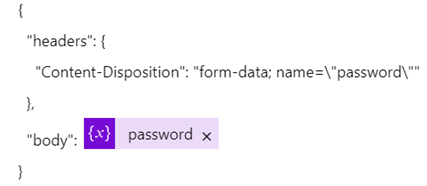 {
"headers": {
"Content-Disposition": "form-data; name=\"password\""
},
"body": {x} password ×
}